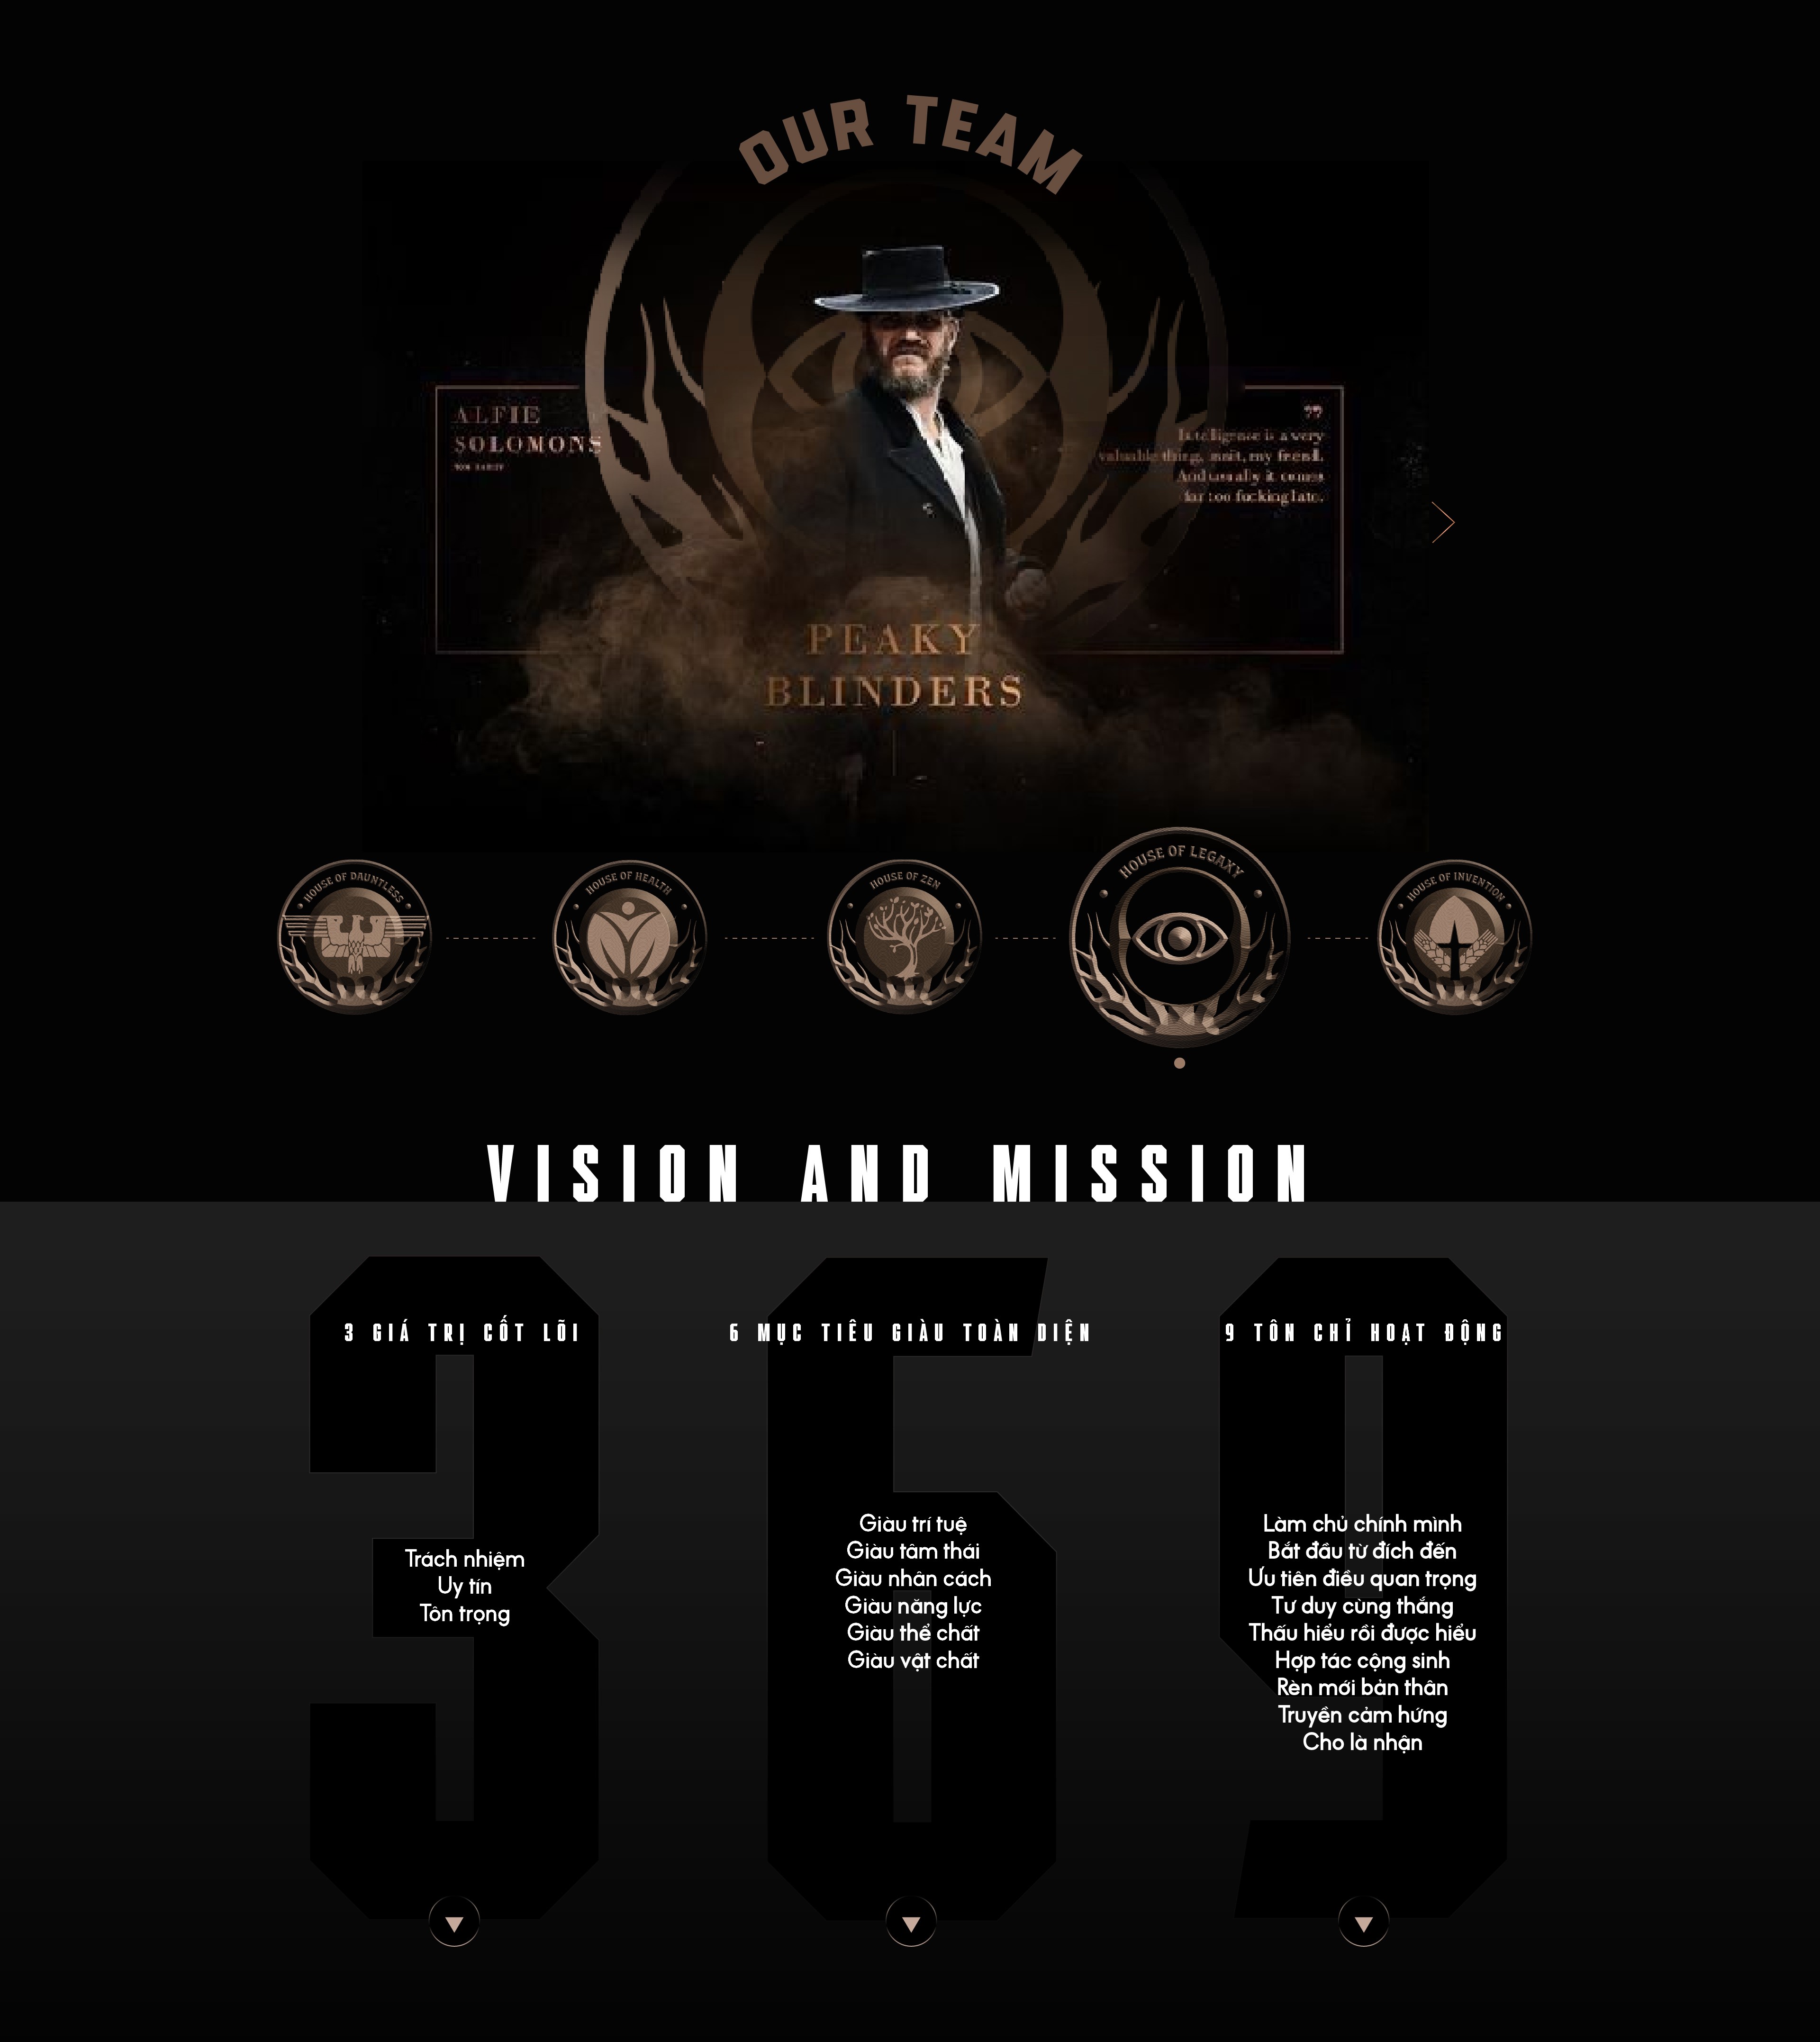 OUR TEAM
ALFIE
SOLOMONS
TOM HARDY
Intelligence is a very
valuable thing, innit, my friend.
And usually it comes
far too fucking late.
PEAKY
BLINDERS
HOUSE OF DAUNTLESS
HOUSE OF HEALTH
HOUSE OF ZEN
HOUSE OF LEGAXY
HOUSE OF INVENTION
VISION AND MISSION
3 GIÁ TRỊ CỐT LÕI
Trách nhiệm
Uy tín
Tôn trọng
6 MỤC TIÊU GIÀU TOÀN DIỆN
Giàu trí tuệ
Giàu tâm thái
Giàu nhân cách
Giàu năng lực
Giàu thể chất
Giàu vật chất
9 TÔN CHỈ HOẠT ĐỘNG
Làm chủ chính mình
Bắt đầu từ đích đến
Ưu tiên điều quan trọng
Tư duy cùng thắng
Thấu hiểu rồi được hiểu
Hợp tác cộng sinh
Rèn mới bản thân
Truyền cảm hứng
Cho là nhận